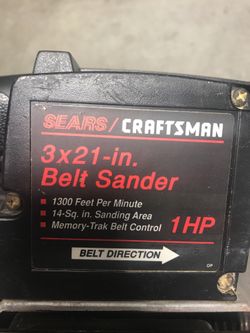 SEARS/CRAFTSMAN
3x21-in.
Belt Sander
• 1300 Feet Per Minute
• 14-Sq. in. Sanding Area
• Memory-Trak Belt Control
1HP
BELT DIRECTION